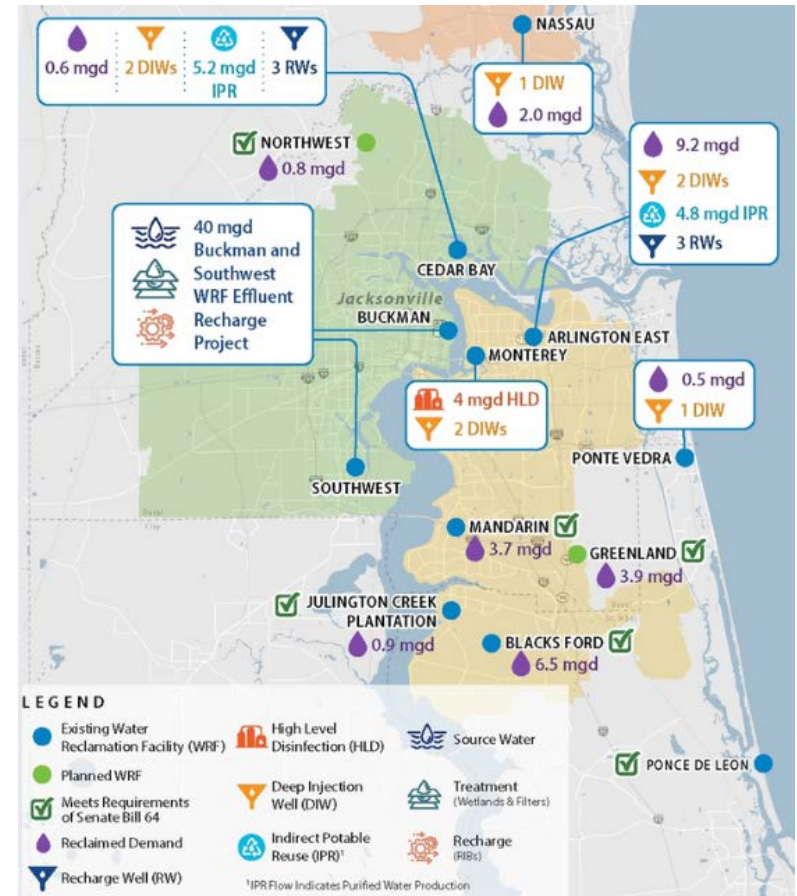 NASSAU
0.6 mgd
2 DIWs
5.2 mgd
IPR
3 RWs
1 DIW
2.0 mgd
NORTHWEST
0.8 mgd
9.2 mgd
2 DIWs
4.8 mgd IPR
3 RWs
40 mgd
Buckman and
Southwest
WRF Effluent
Recharge
Project
CEDAR BAY
Jacksonville
BUCKMAN
ARLINGTON EAST
MONTEREY
4 mgd HLD
2 DIWs
0.5 mgd
1 DIW
PONTE VEDRA
SOUTHWEST
MANDARIN
3.7 mgd
GREENLAND
3.9 mgd
JULINGTON CREEK
PLANTATION
0.9 mgd
BLACKS FORD
6.5 mgd
PONCE DE LEON
LEGEND
Existing Water
Reclamation Facility (WRF)
Planned WRF
Meets Requirements
of Senate Bill 64
Reclaimed Demand
Recharge Well (RW)
High Level
Disinfection (HLD)
Deep Injection
Well (DIW)
Indirect Potable
Reuse (IPR)¹
Source Water
Treatment
(Wetlands & Filters)
Recharge
(RIBs)
¹IPR Flow Indicates Purified Water Production